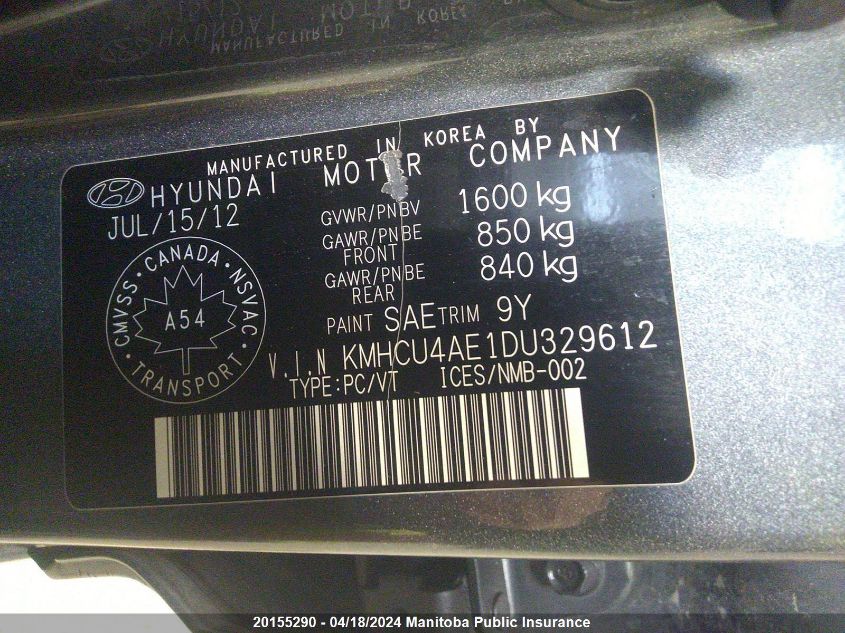 MANUFACTURED IN KOREA BY
HYUNDAI MOTOR COMPANY
JUL/15/12
GVWR/PNBV 1600 kg
GAWR/PNBE FRONT 850 kg
GAWR/PNBE REAR 840 kg
CMVSS · CANADA · NSVAC · TRANSPORT ·
A54
PAINT SAE TRIM 9Y
V.I.N KMHCU4AE1DU329612
TYPE:PC/VT ICES/NMB-002
20155290 - 04/18/2024 Manitoba Public Insurance